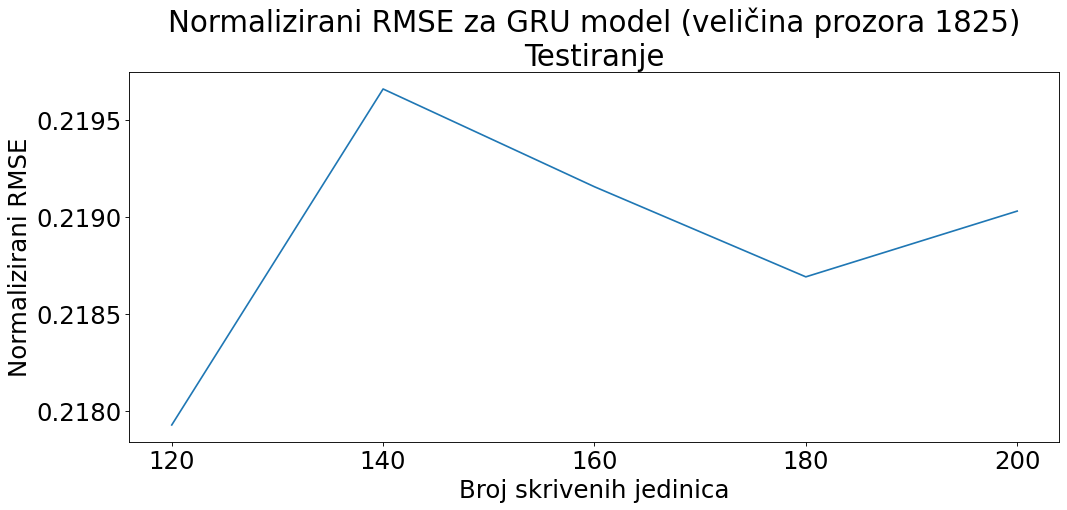 Normalizirani RMSE za GRU model (veličina prozora 1825)
Testiranje
Normalizirani RMSE
0.2195
0.2190
0.2185
0.2180
120 140 160 180 200
Broj skrivenih jedinica